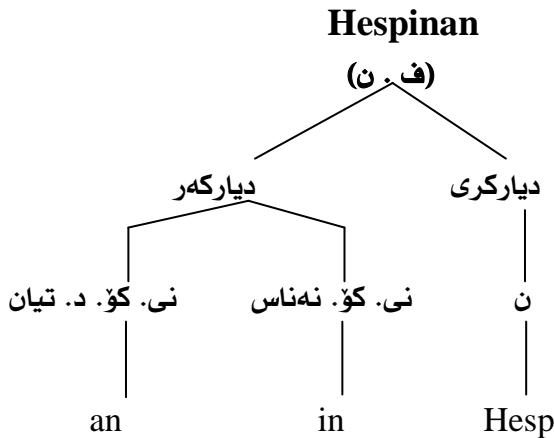 Hespinan
(ف . ن)
دیارکری دیارکەر
ن نی. کۆ. نەناس نی. کۆ. د. تیان
Hesp in an